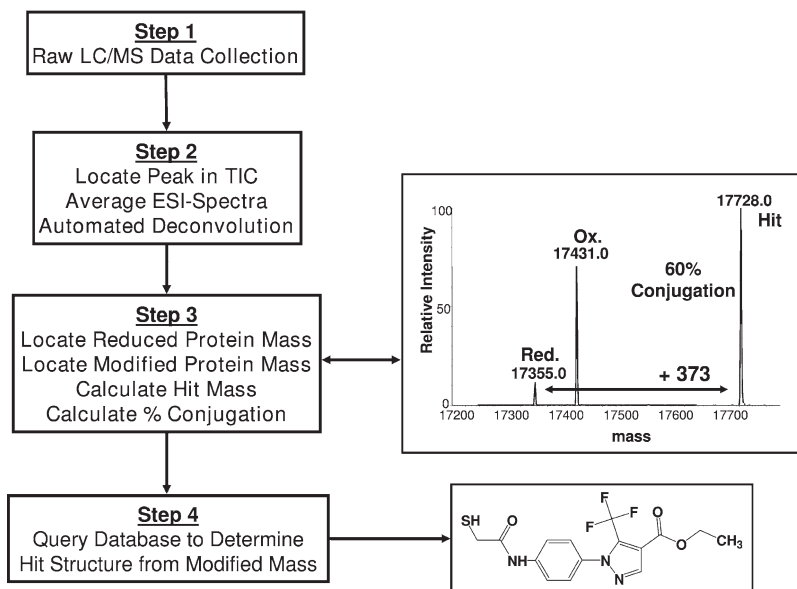 Step 1
Raw LC/MS Data Collection
Step 2
Locate Peak in TIC
Average ESI-Spectra
Automated Deconvolution
Step 3
Locate Reduced Protein Mass
Locate Modified Protein Mass
Calculate Hit Mass
Calculate % Conjugation
Step 4
Query Database to Determine
Hit Structure from Modified Mass
Relative Intensity
100
50
0
17728.0
Hit
Ox.
17431.0
60%
Conjugation
Red.
17355.0
+ 373
17200 17300 17400 17500 17600 17700
mass
SH
O
NH
N
N
F
F
F
O
O
CH3